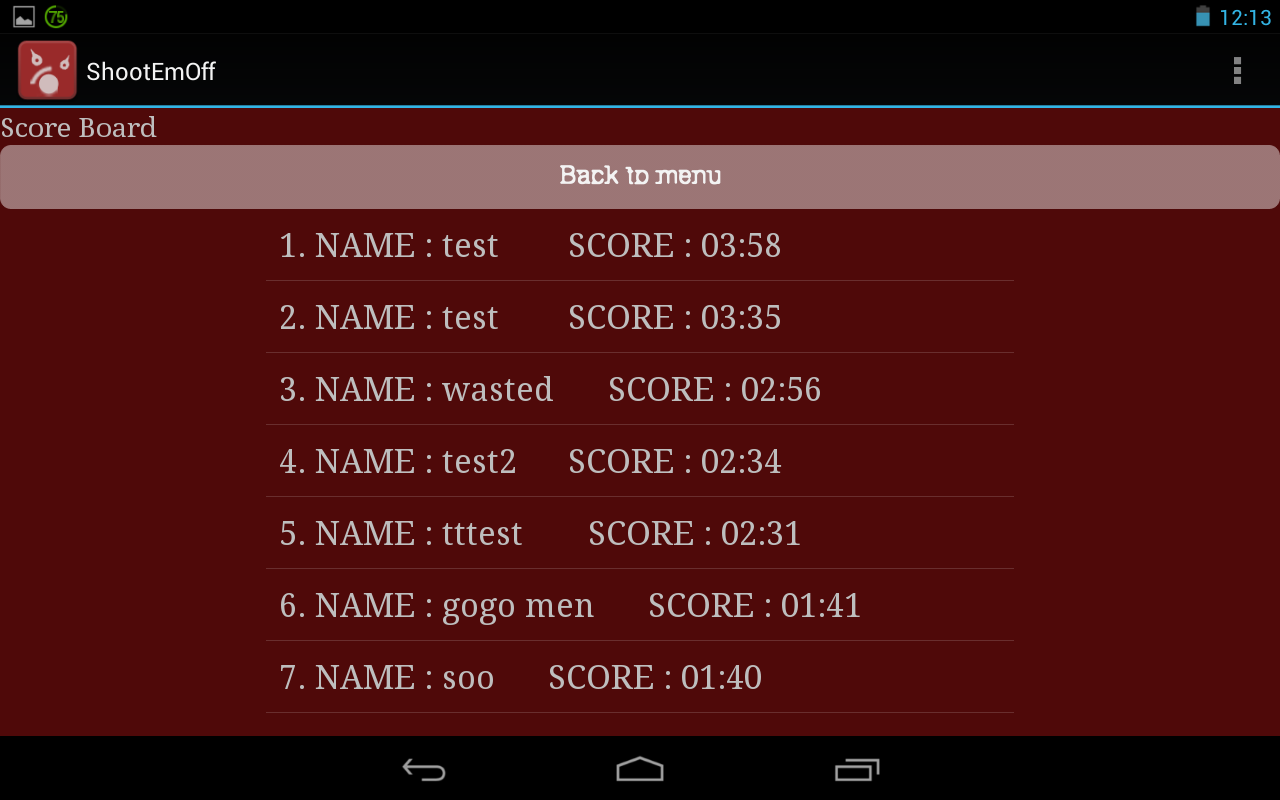 75 12:13
ShootEmOff
Score Board
Back to menu
1. NAME : test SCORE : 03:58
2. NAME : test SCORE : 03:35
3. NAME : wasted SCORE : 02:56
4. NAME : test2 SCORE : 02:34
5. NAME : tttest SCORE : 02:31
6. NAME : gogo men SCORE : 01:41
7. NAME : soo SCORE : 01:40